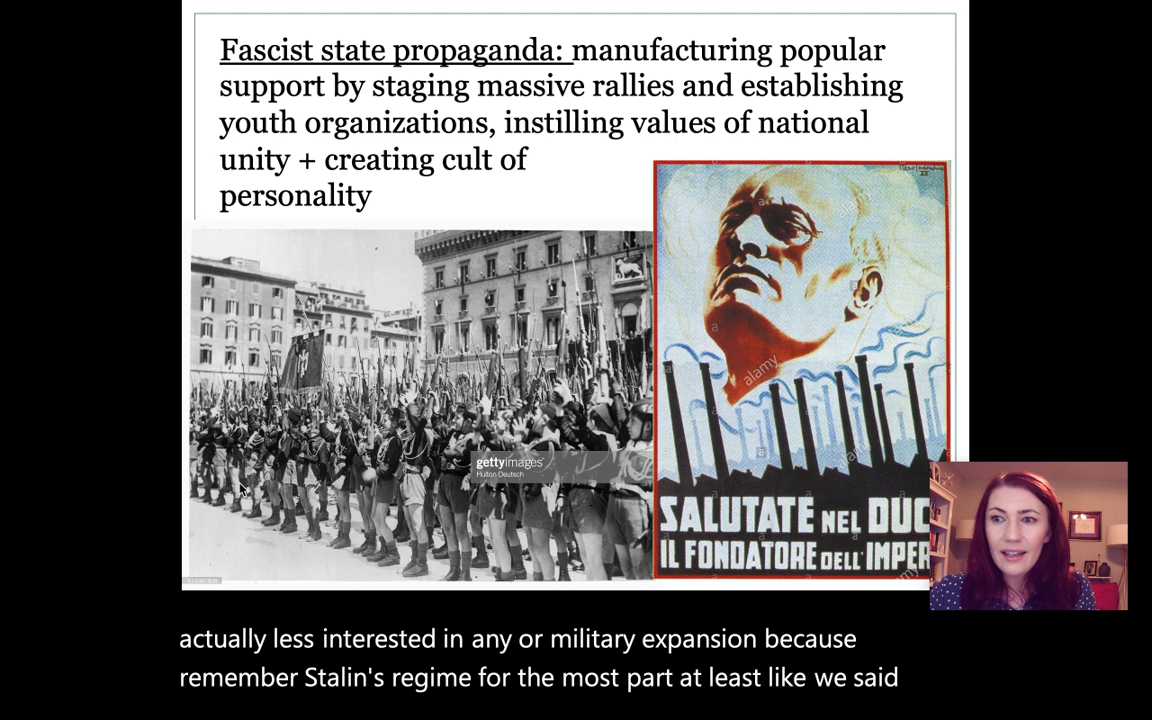 Fascist state propaganda: manufacturing popular
support by staging massive rallies and establishing
youth organizations, instilling values of national
unity + creating cult of
personality
gettyimages
Hulton Deutsch
alamy
SALUTATE NEL DUC
IL FONDATORE DELL'IMPER
actually less interested in any or military expansion because
remember Stalin's regime for the most part at least like we said